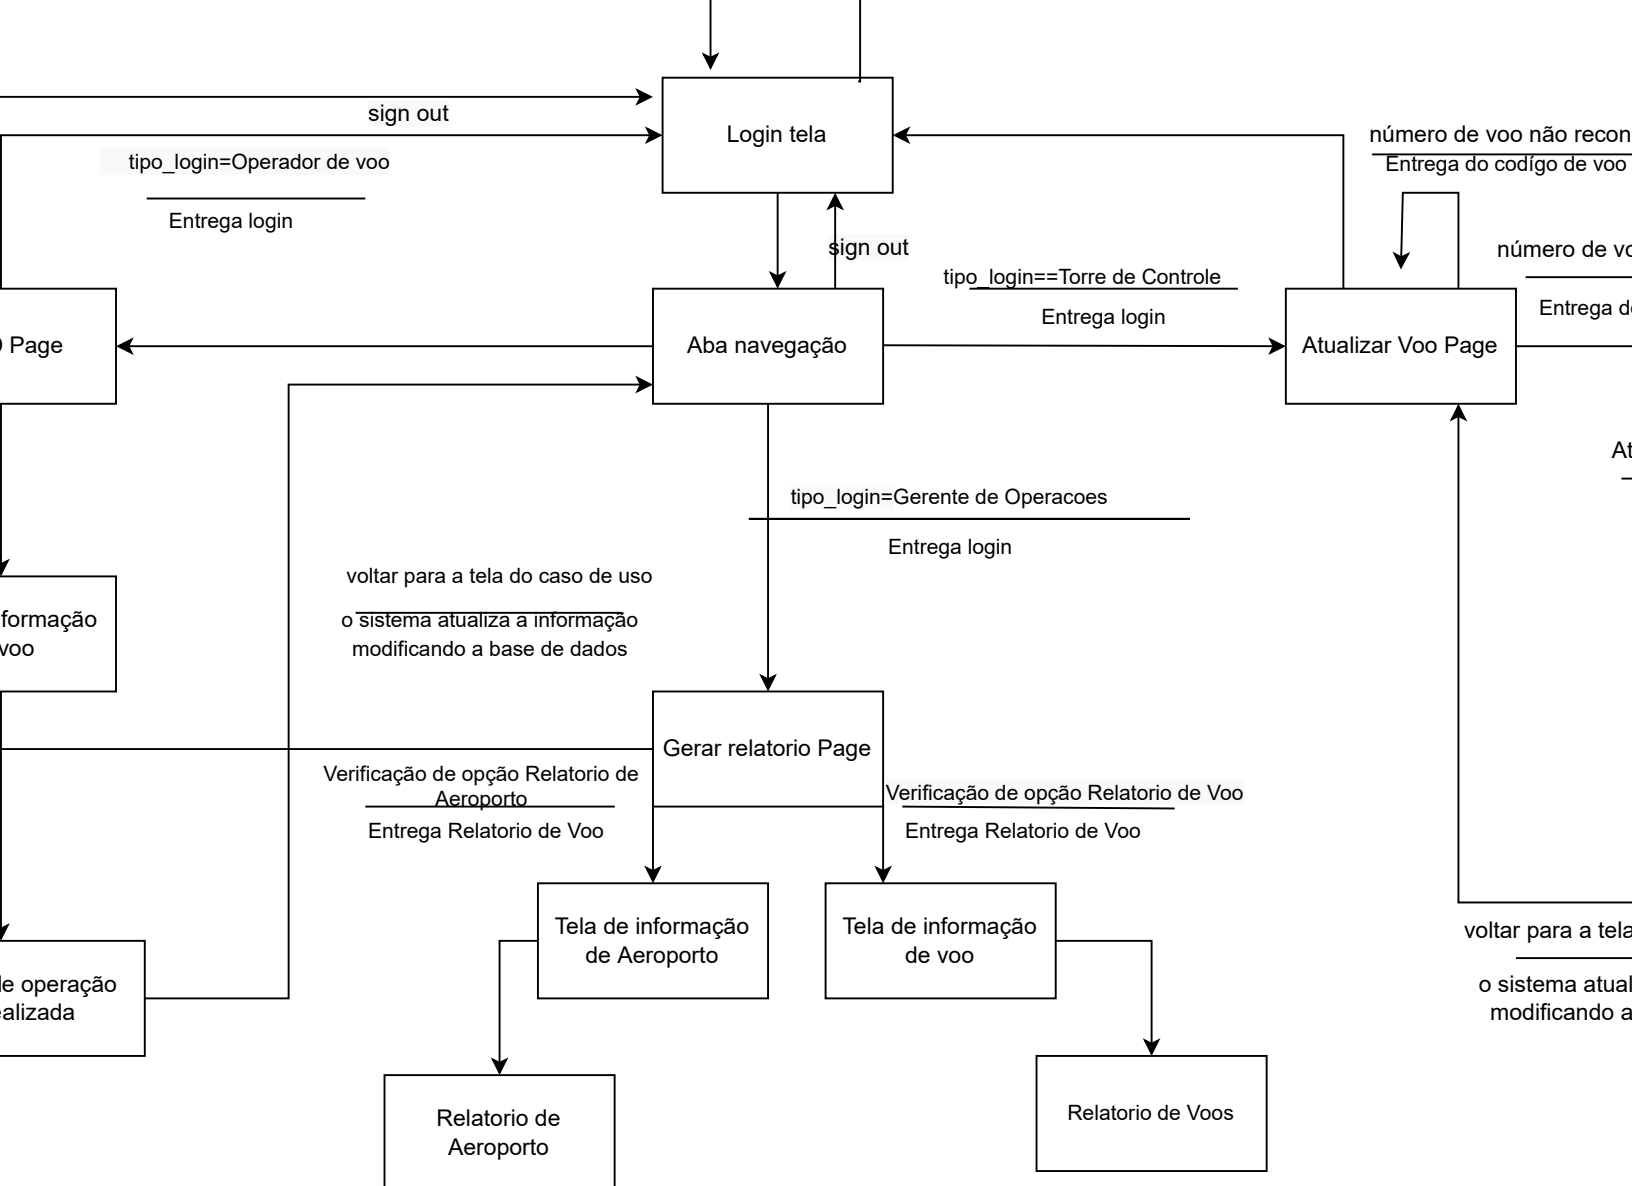 sign out
Login tela
número de voo não recon
tipo_login=Operador de voo
Entrega do codígo de voo
Entrega login
sign out
número de vo
tipo_login==Torre de Controle
Entrega login
Entrega d
Page
Aba navegação
Atualizar Voo Page
At
tipo_login=Gerente de Operacoes
Entrega login
voltar para a tela do caso de uso
o sistema atualiza a informação
modificando a base de dados
formação
voo
Gerar relatorio Page
Verificação de opção Relatorio de
Aeroporto
Entrega Relatorio de Voo
Verificação de opção Relatorio de Voo
Entrega Relatorio de Voo
Tela de informação
de Aeroporto
Tela de informação
de voo
voltar para a tela
e operação
alizada
o sistema atual
modificando a
Relatorio de
Aeroporto
Relatorio de Voos